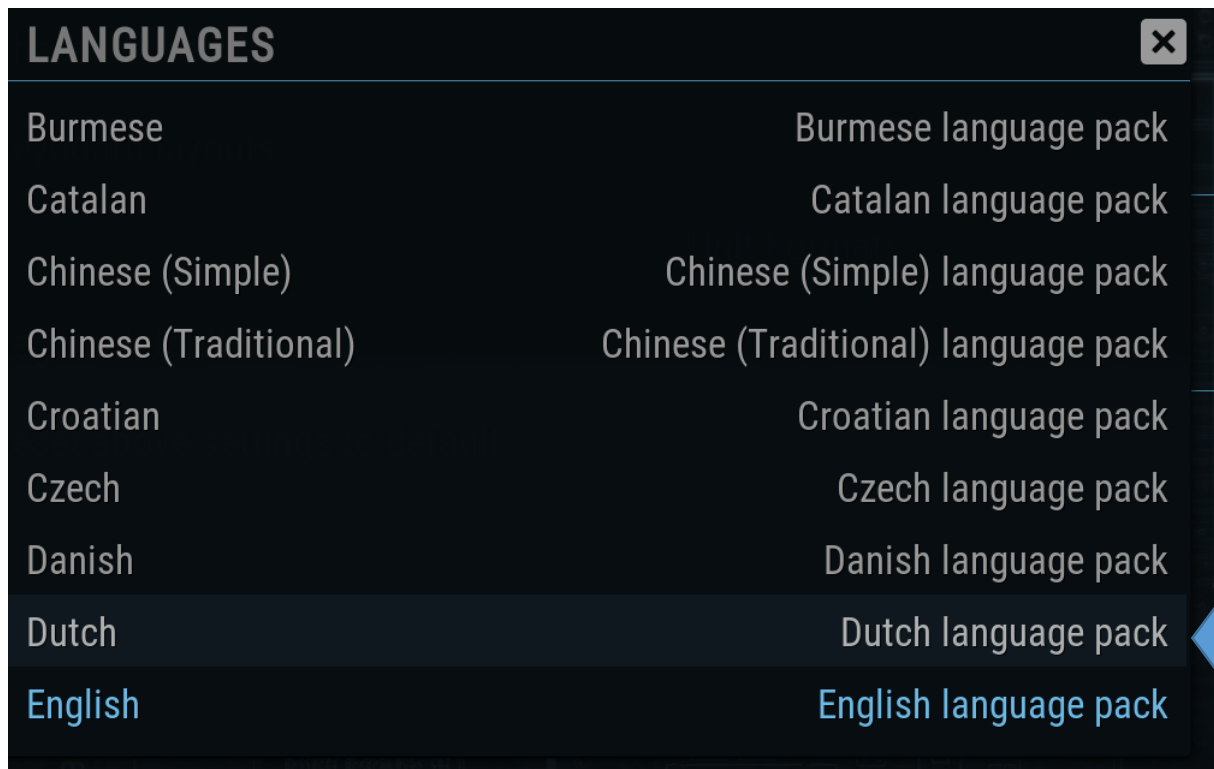 LANGUAGES
Burmese Burmese language pack
Catalan Catalan language pack
Chinese (Simple) Chinese (Simple) language pack
Chinese (Traditional) Chinese (Traditional) language pack
Croatian Croatian language pack
Czech Czech language pack
Danish Danish language pack
Dutch Dutch language pack
English English language pack